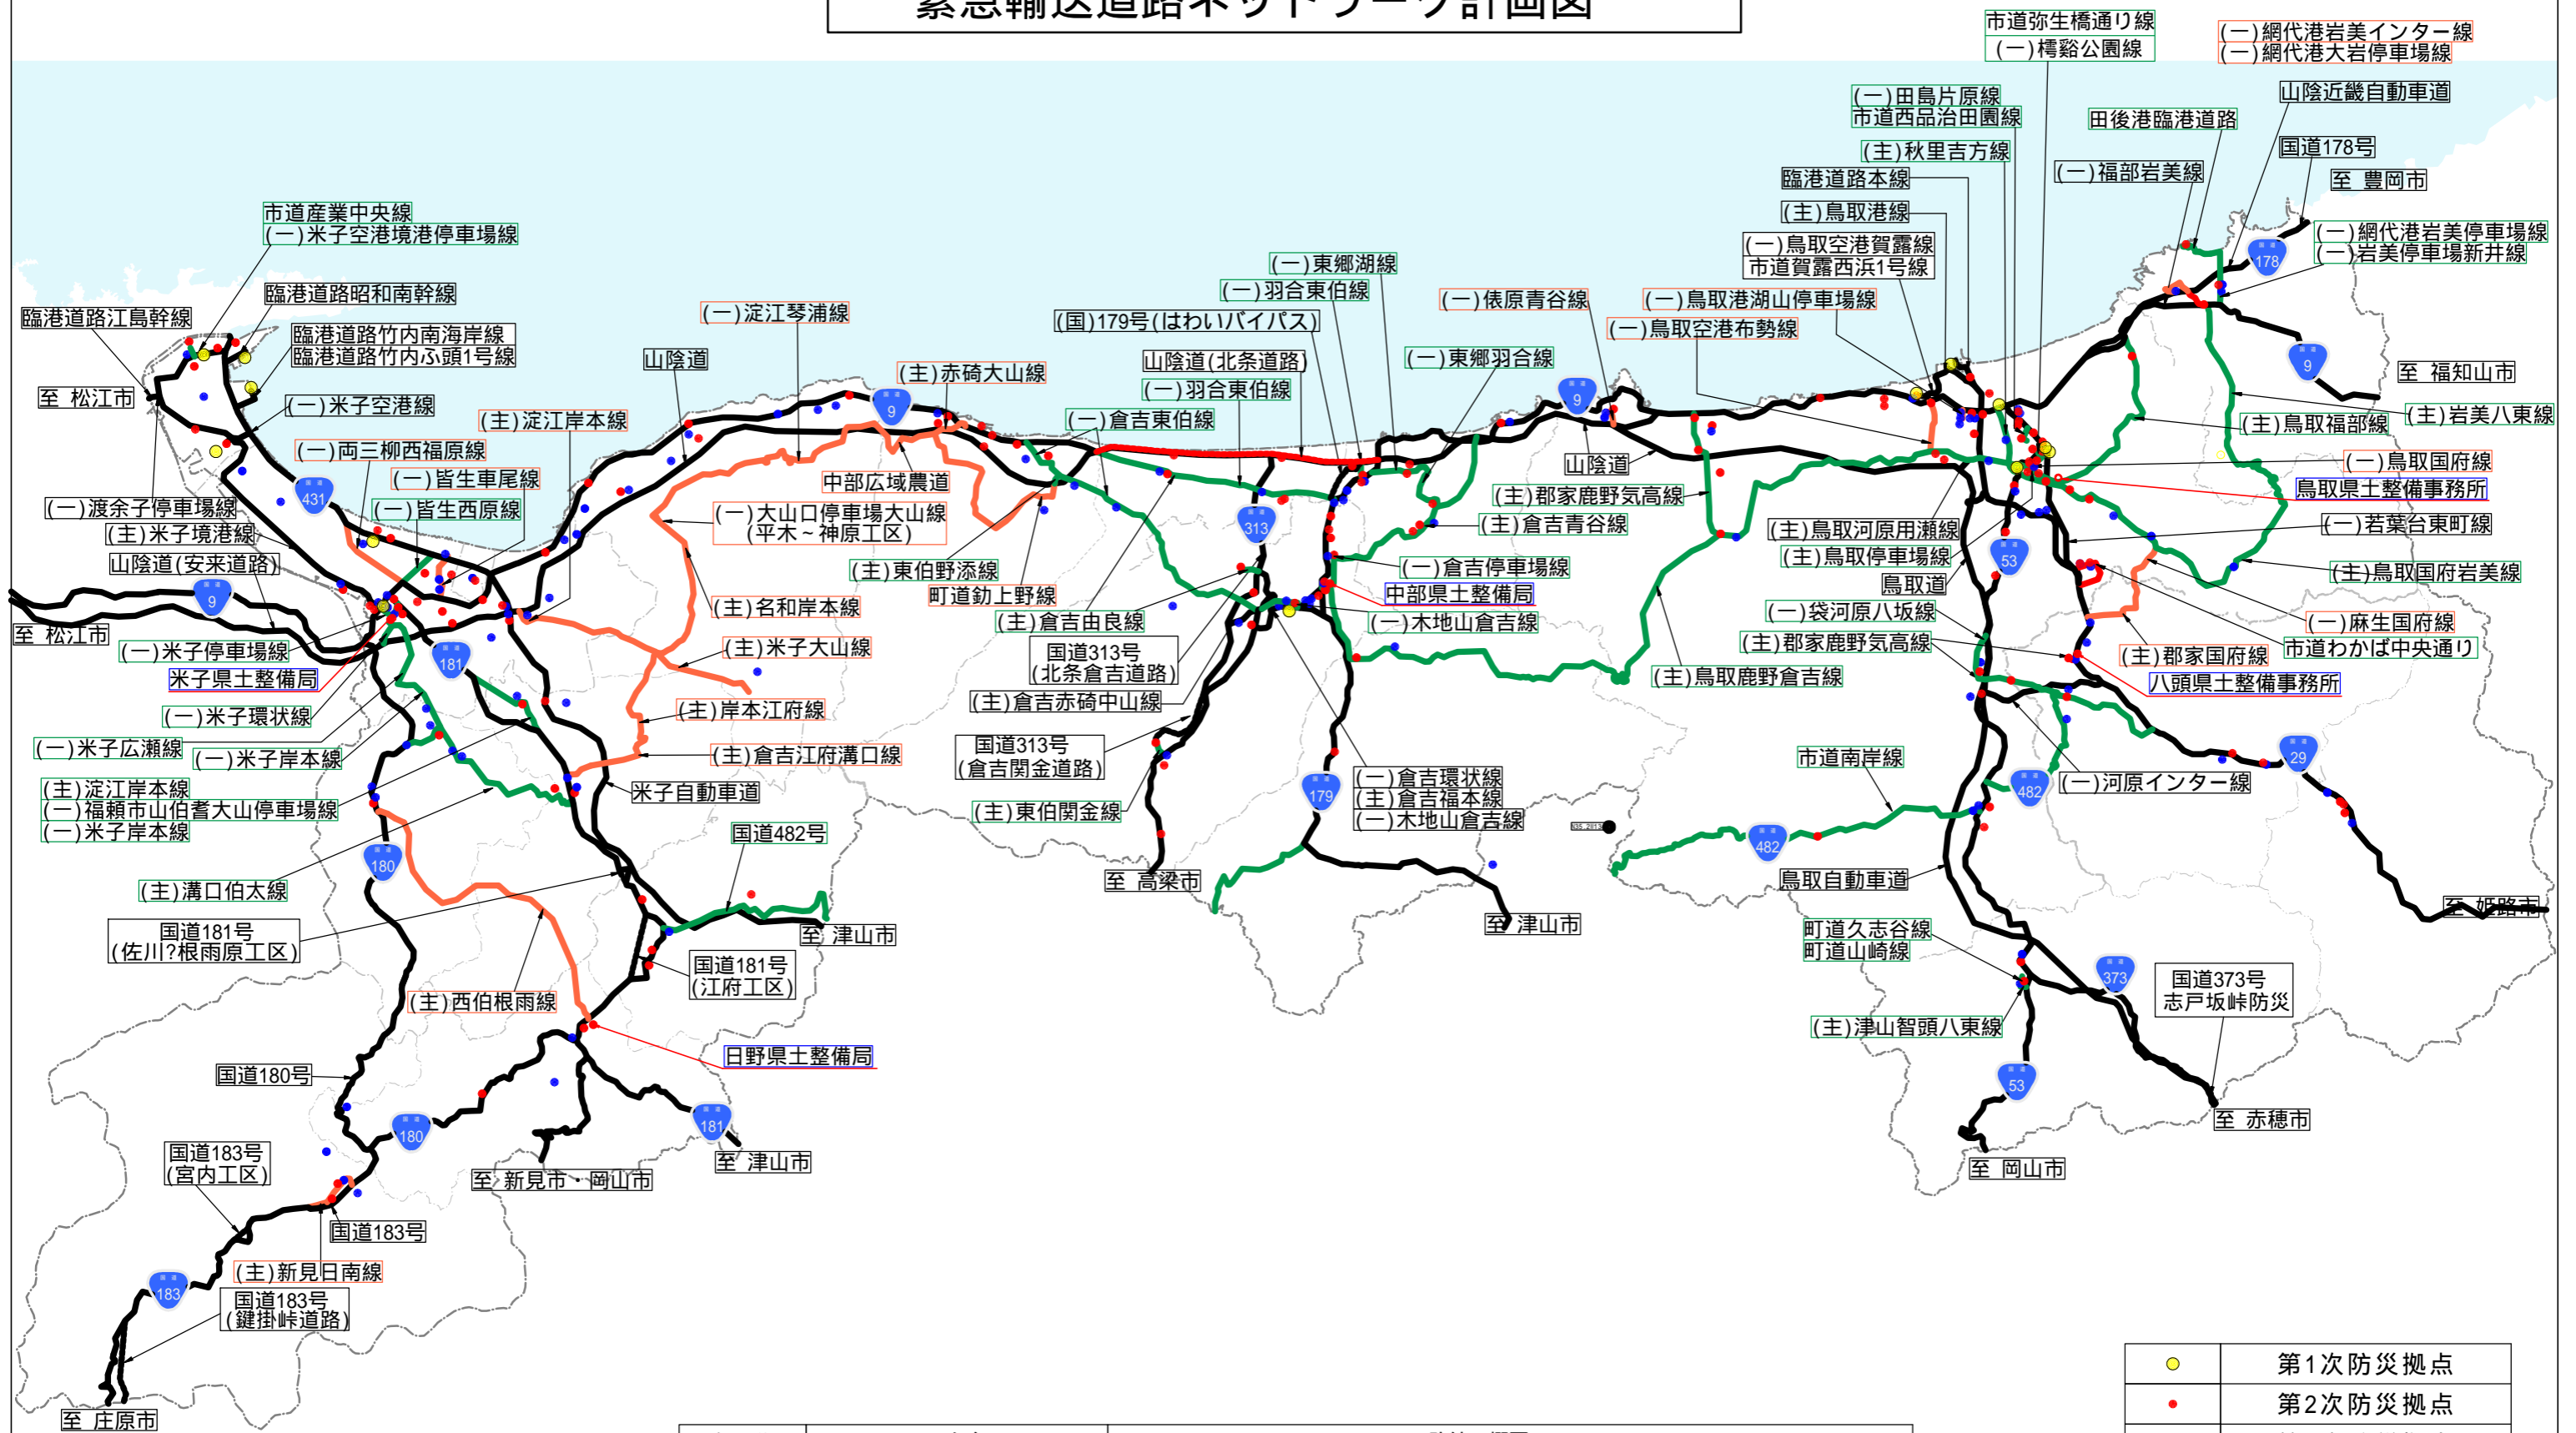 緊急輸送道路ネットワーク計画図
市道弥生橋通り線
(一)樗谿公園線
(一)網代港岩美インター線
(一)網代港大岩停車場線
山陰近畿自動車道
(一)田島片原線
市道西品治田園線
田後港臨港道路
国道178号
(主)秋里吉方線
(一)福部岩美線
至 豊岡市
臨港道路本線
(主)鳥取港線
市道産業中央線
(一)米子空港境港停車場線
(一)鳥取空港賀露線
市道賀露西浜1号線
(一)網代港岩美停車場線
(一)岩美停車場新井線
178
(一)東郷湖線
(一)羽合東伯線
臨港道路昭和南幹線
臨港道路江島幹線
(一)淀江琴浦線
(国)179号(はわいバイパス)
(一)俵原青谷線
(一)鳥取港湖山停車場線
(一)鳥取空港布勢線
臨港道路竹内南海岸線
臨港道路竹内ふ頭1号線
山陰道
山陰道(北条道路)
(一)東郷羽合線
9
至 福知山市
(主)赤碕大山線
(一)羽合東伯線
至 松江市
(一)米子空港線
9
9
(一)倉吉東伯線
(主)淀江岸本線
(主)岩美八東線
(主)鳥取福部線
(一)両三柳西福原線
(一)皆生車尾線
中部広域農道
山陰道
(一)鳥取国府線
鳥取県土整備事務所
431
(一)渡余子停車場線
(一)皆生西原線
(一)大山口停車場大山線
(平木~神原工区)
313
(主)郡家鹿野気高線
(主)倉吉青谷線
(主)鳥取河原用瀬線
(一)若葉台東町線
(主)米子境港線
山陰道(安来道路)
(主)東伯野添線
(一)倉吉停車場線
(主)鳥取停車場線
53
鳥取道
(主)鳥取国府岩美線
9
町道釛上野線
中部県土整備局
(主)名和岸本線
(主)倉吉由良線
(一)木地山倉吉線
(一)袋河原八坂線
(一)麻生国府線
至 松江市
(一)米子停車場線
米子県土整備局
181
(主)米子大山線
国道313号
(北条倉吉道路)
(主)郡家鹿野気高線
市道わかば中央通り
(主)郡家国府線
八頭県土整備事務所
(主)鳥取鹿野倉吉線
(主)倉吉赤碕中山線
(一)米子環状線
(主)岸本江府線
(一)米子広瀬線
(一)米子岸本線
(主)倉吉江府溝口線
国道313号
(倉吉関金道路)
市道南岸線
29
(主)淀江岸本線
(一)福頼市山伯耆大山停車場線
(一)米子岸本線
米子自動車道
(主)東伯関金線
179
(一)倉吉環状線
(主)倉吉福本線
(一)木地山倉吉線
482
(一)河原インター線
国道482号
482
180
(主)溝口伯太線
至 高梁市
鳥取自動車道
至 姫路市
国道181号
(佐川?根雨原工区)
至 津山市
至 津山市
町道久志谷線
町道山崎線
国道181号
(江府工区)
373
国道373号
志戸坂峠防災
(主)西伯根雨線
(主)津山智頭八東線
日野県土整備局
国道180号
53
180
181
至 赤穂市
国道183号
(宮内工区)
至 津山市
至 新見市・岡山市
至 岡山市
国道183号
(主)新見日南線
183
国道183号
(鍵掛峠道路)
第1次防災拠点
第2次防災拠点
至 庄原市